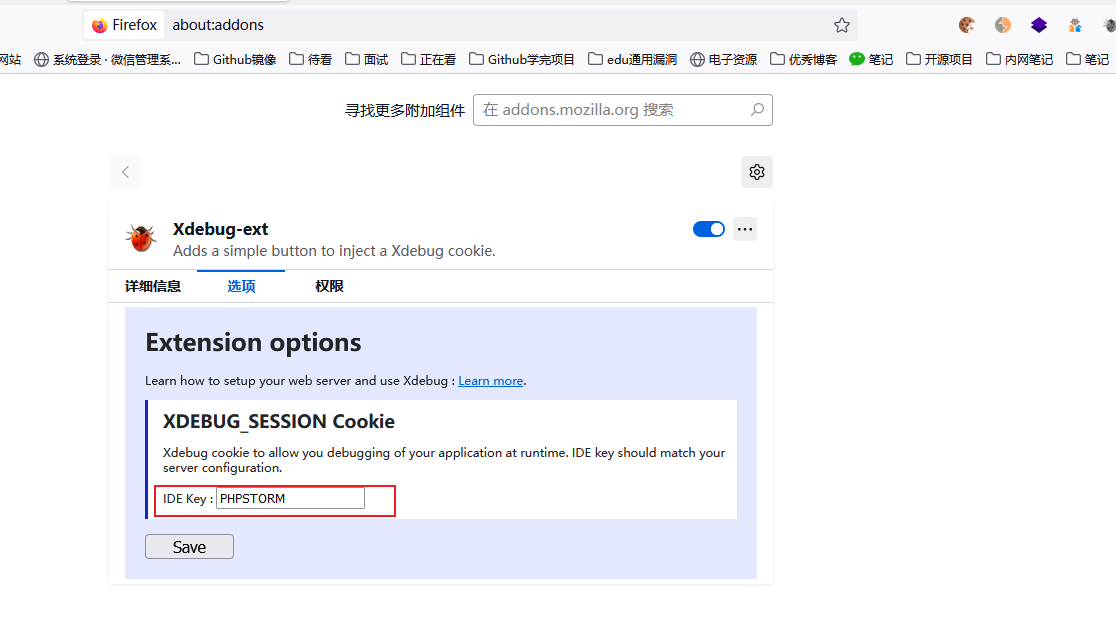 Firefox about:addons
网站 系统登录 · 微信管理系... Github镜像 待看 面试 正在看 Github学完项目 edu通用漏洞 电子资源 优秀博客 笔记 开源项目 内网笔记 笔记
寻找更多附加组件 在 addons.mozilla.org 搜索
Xdebug-ext
Adds a simple button to inject a Xdebug cookie.
详细信息 选项 权限
Extension options
Learn how to setup your web server and use Xdebug : Learn more.
XDEBUG_SESSION Cookie
Xdebug cookie to allow you debugging of your application at runtime. IDE key should match your
server configuration.
IDE Key : PHPSTORM
Save